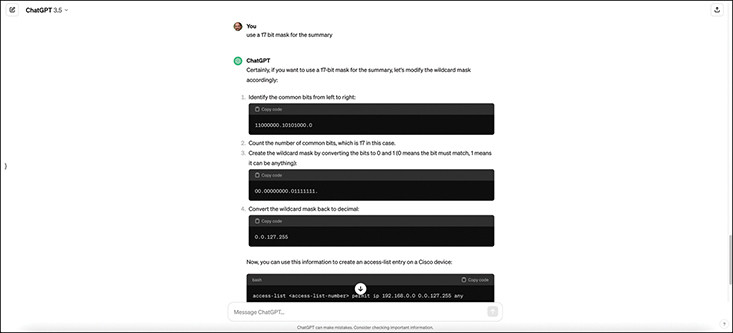 ChatGPT 3.5
You
use a 17 bit mask for the summary
ChatGPT
Certainly, if you want to use a 17-bit mask for the summary, let's modify the wildcard mask
accordingly:
1. Identify the common bits from left to right:
Copy code
11000000.10101000.0
2. Count the number of common bits, which is 17 in this case.
3. Create the wildcard mask by converting the bits to 0 and 1 (0 means the bit must match, 1 means
it can be anything):
Copy code
00.00000000.01111111.
4. Convert the wildcard mask back to decimal:
Copy code
0.0.127.255
Now, you can use this information to create an access-list entry on a Cisco device:
bash Copy code
access-list <access-list-number> permit ip 192.168.0.0 0.0.127.255 any
Message ChatGPT...
ChatGPT can make mistakes. Consider checking important information.
?